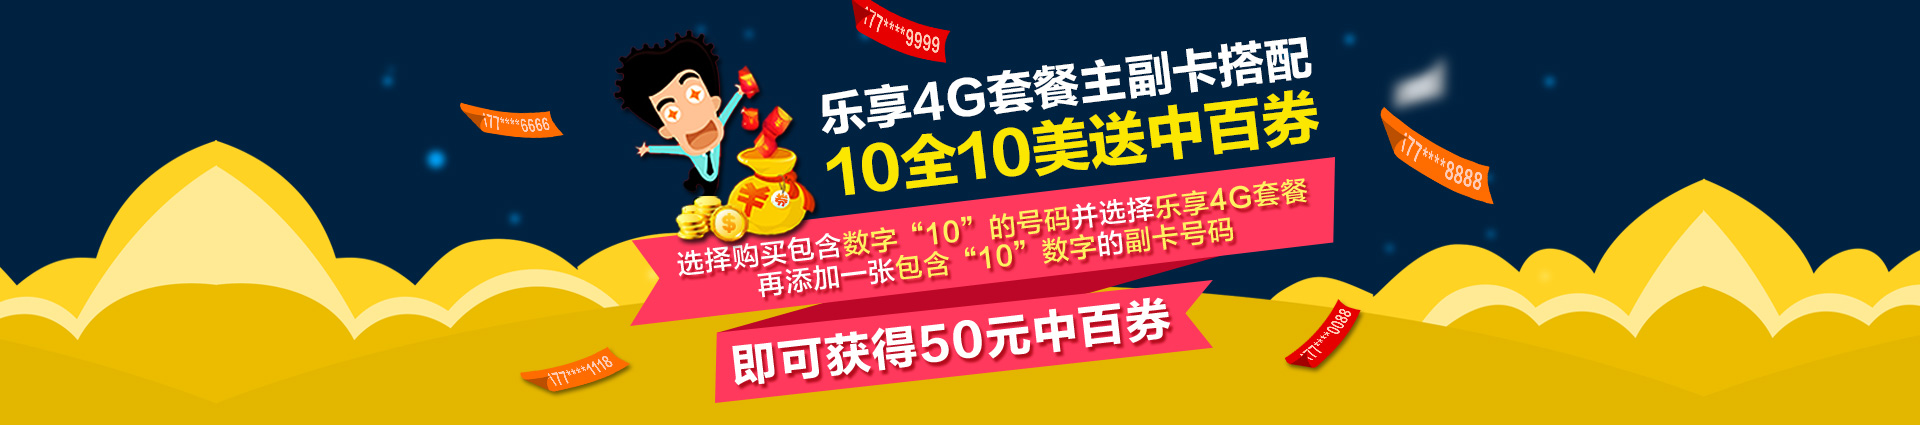 177****9999
177****6666
乐享4G套餐主副卡搭配
10全10美送中百券
177****8888
¥
券
$
选择购买包含数字“10”的号码并选择乐享4G套餐
再添加一张包含“10”数字的副卡号码
即可获得50元中百券
177****0088
177****1118